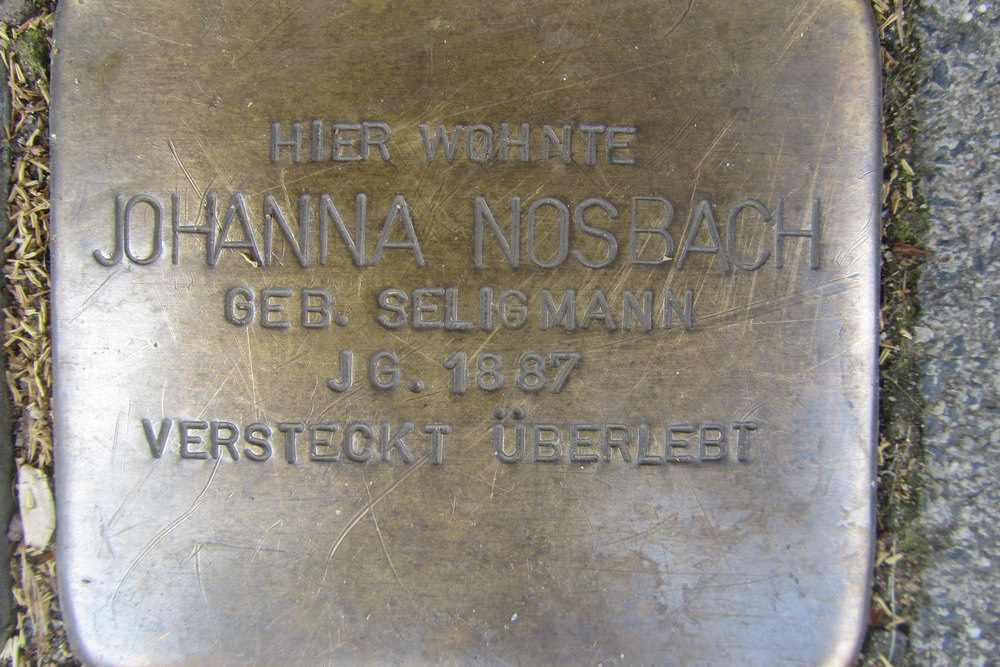 HIER WOHNTE
JOHANNA NOSBACH
GEB. SELIGMANN
JG. 1887
VERSTECKT ÜBERLEBT